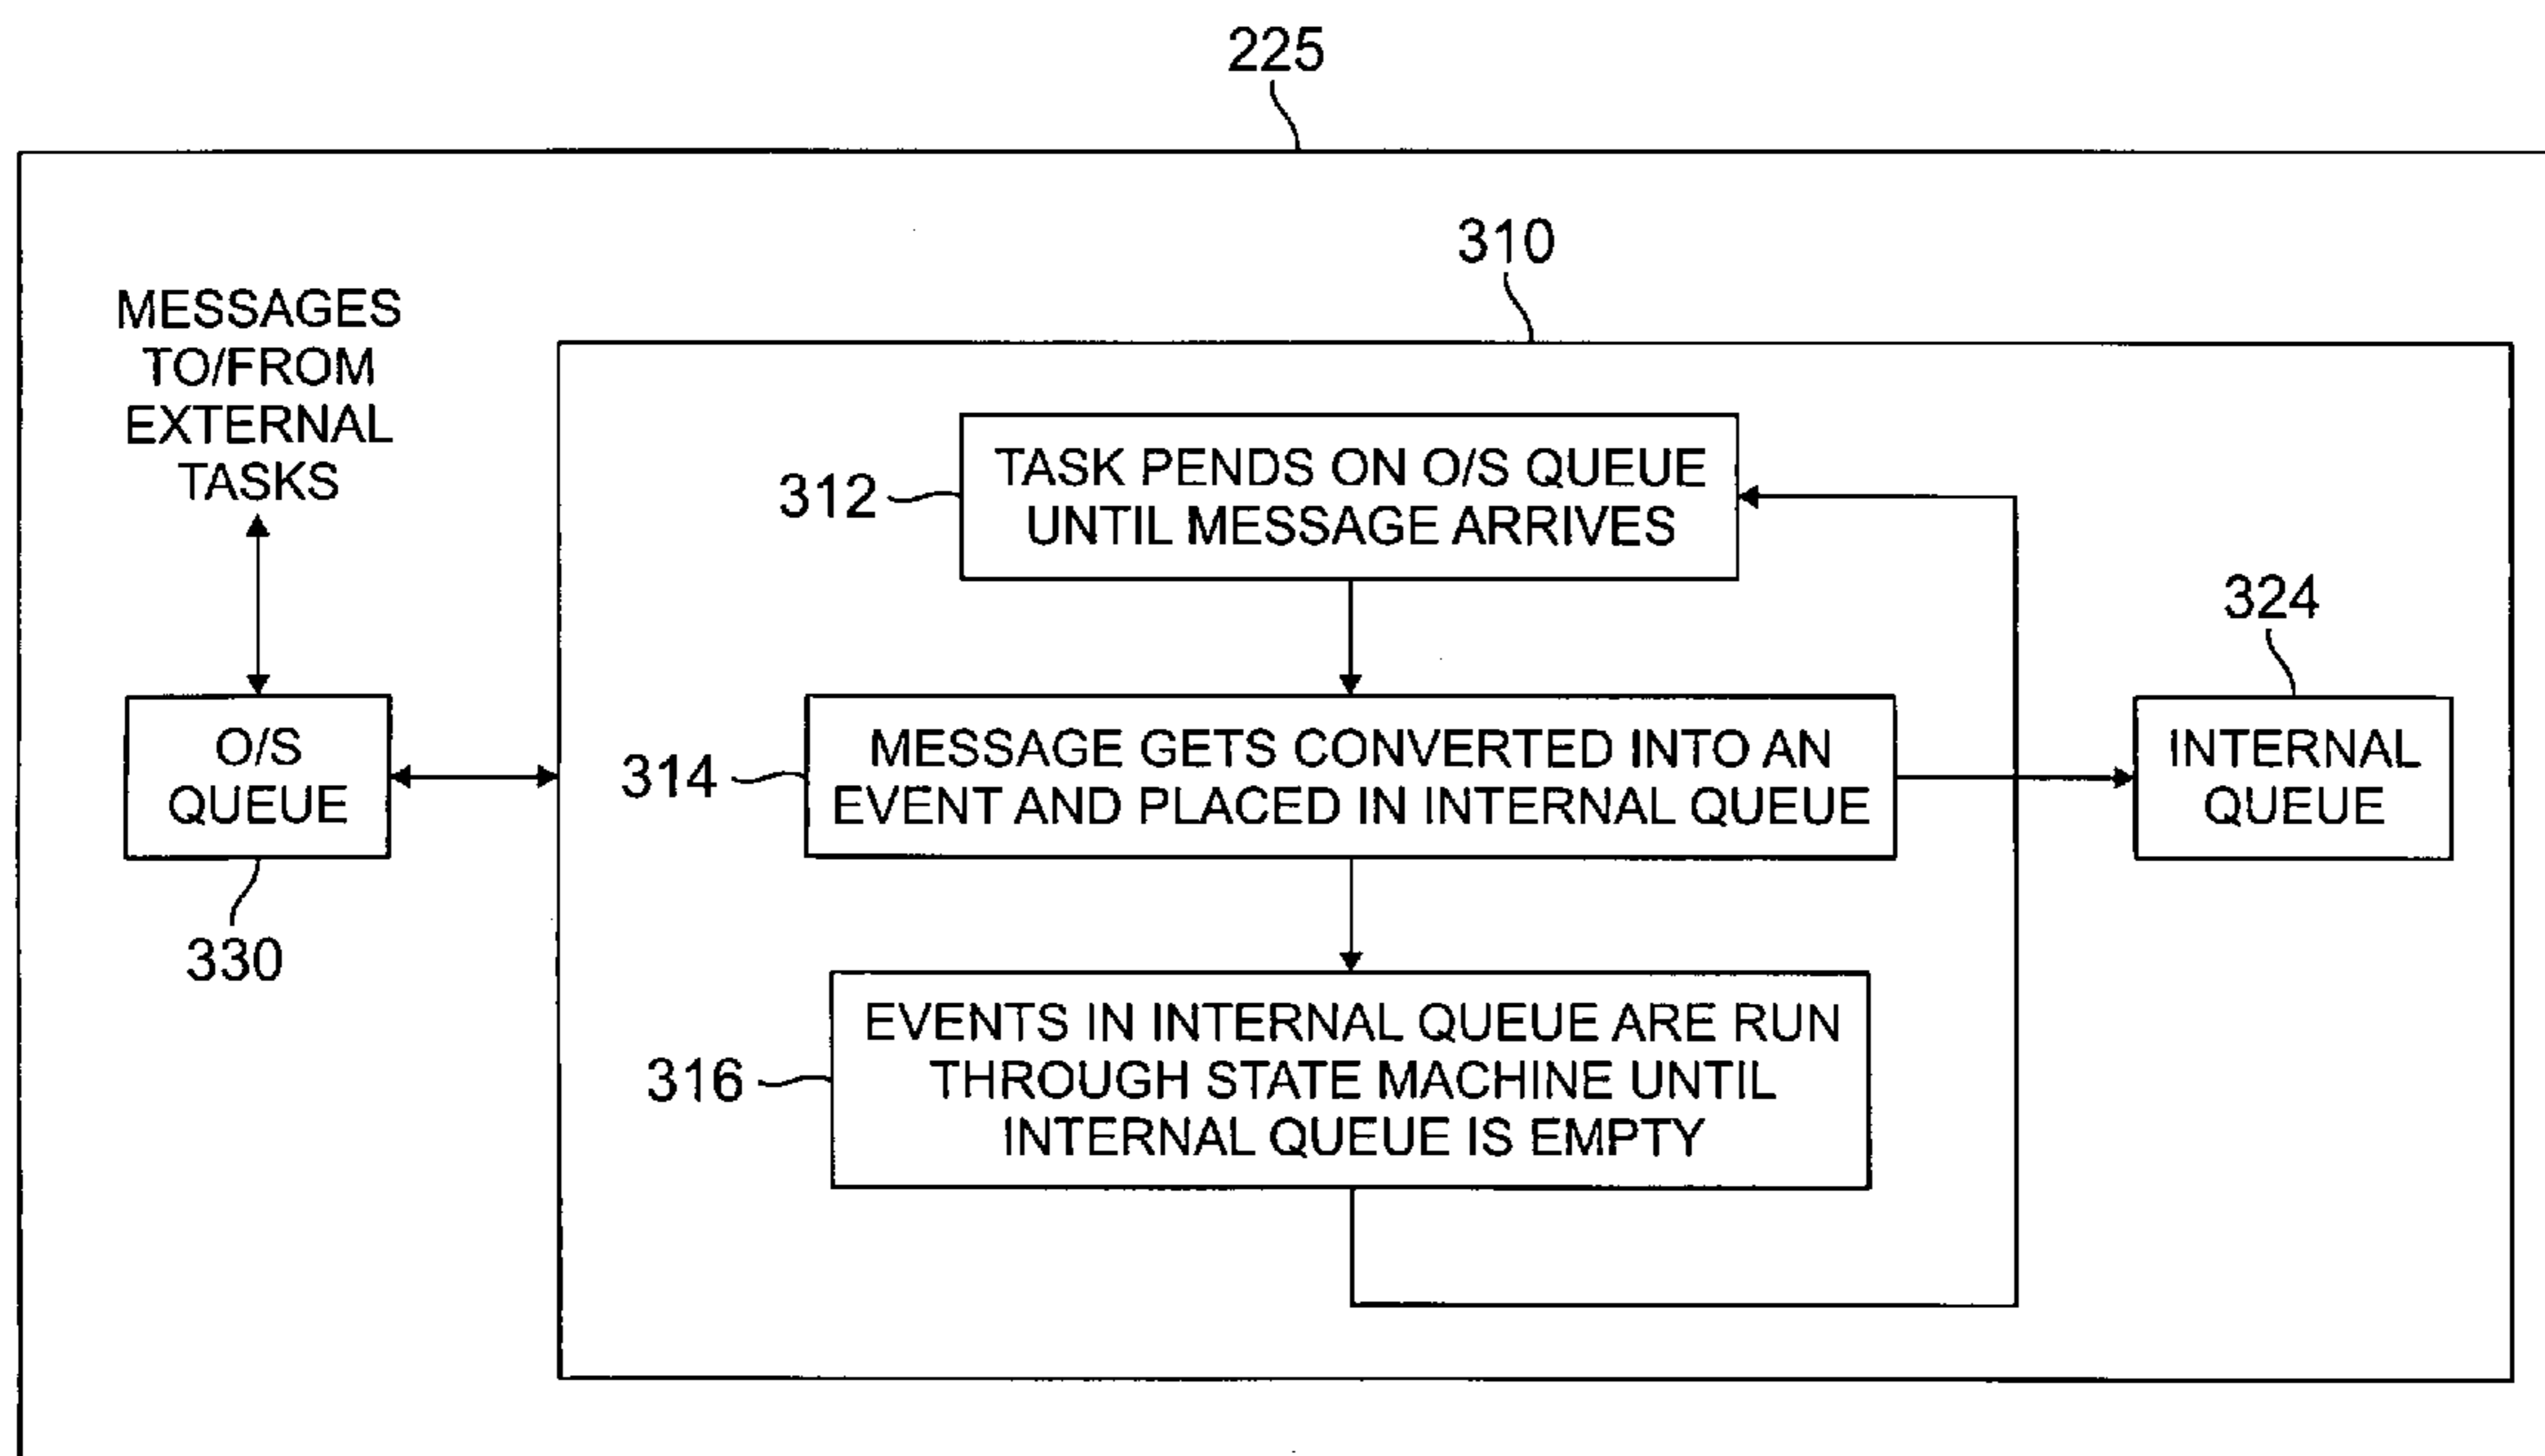 225
310
MESSAGES
TO/FROM
EXTERNAL
TASKS
312
TASK PENDS ON O/S QUEUE
UNTIL MESSAGE ARRIVES
324
O/S
QUEUE
314
MESSAGE GETS CONVERTED INTO AN
EVENT AND PLACED IN INTERNAL QUEUE
INTERNAL
QUEUE
330
316
EVENTS IN INTERNAL QUEUE ARE RUN
THROUGH STATE MACHINE UNTIL
INTERNAL QUEUE IS EMPTY